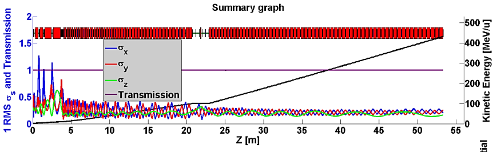 Summary graph
1 RMS σs and Transmission
2
1.5
1
0.5
0
σx
σy
σz
Transmission
500
400
300
200
100
0
Kinetic Energy [MeV/u]
0 5 10 15 20 25 30 35 40 45 50 55
Z [m]
tial